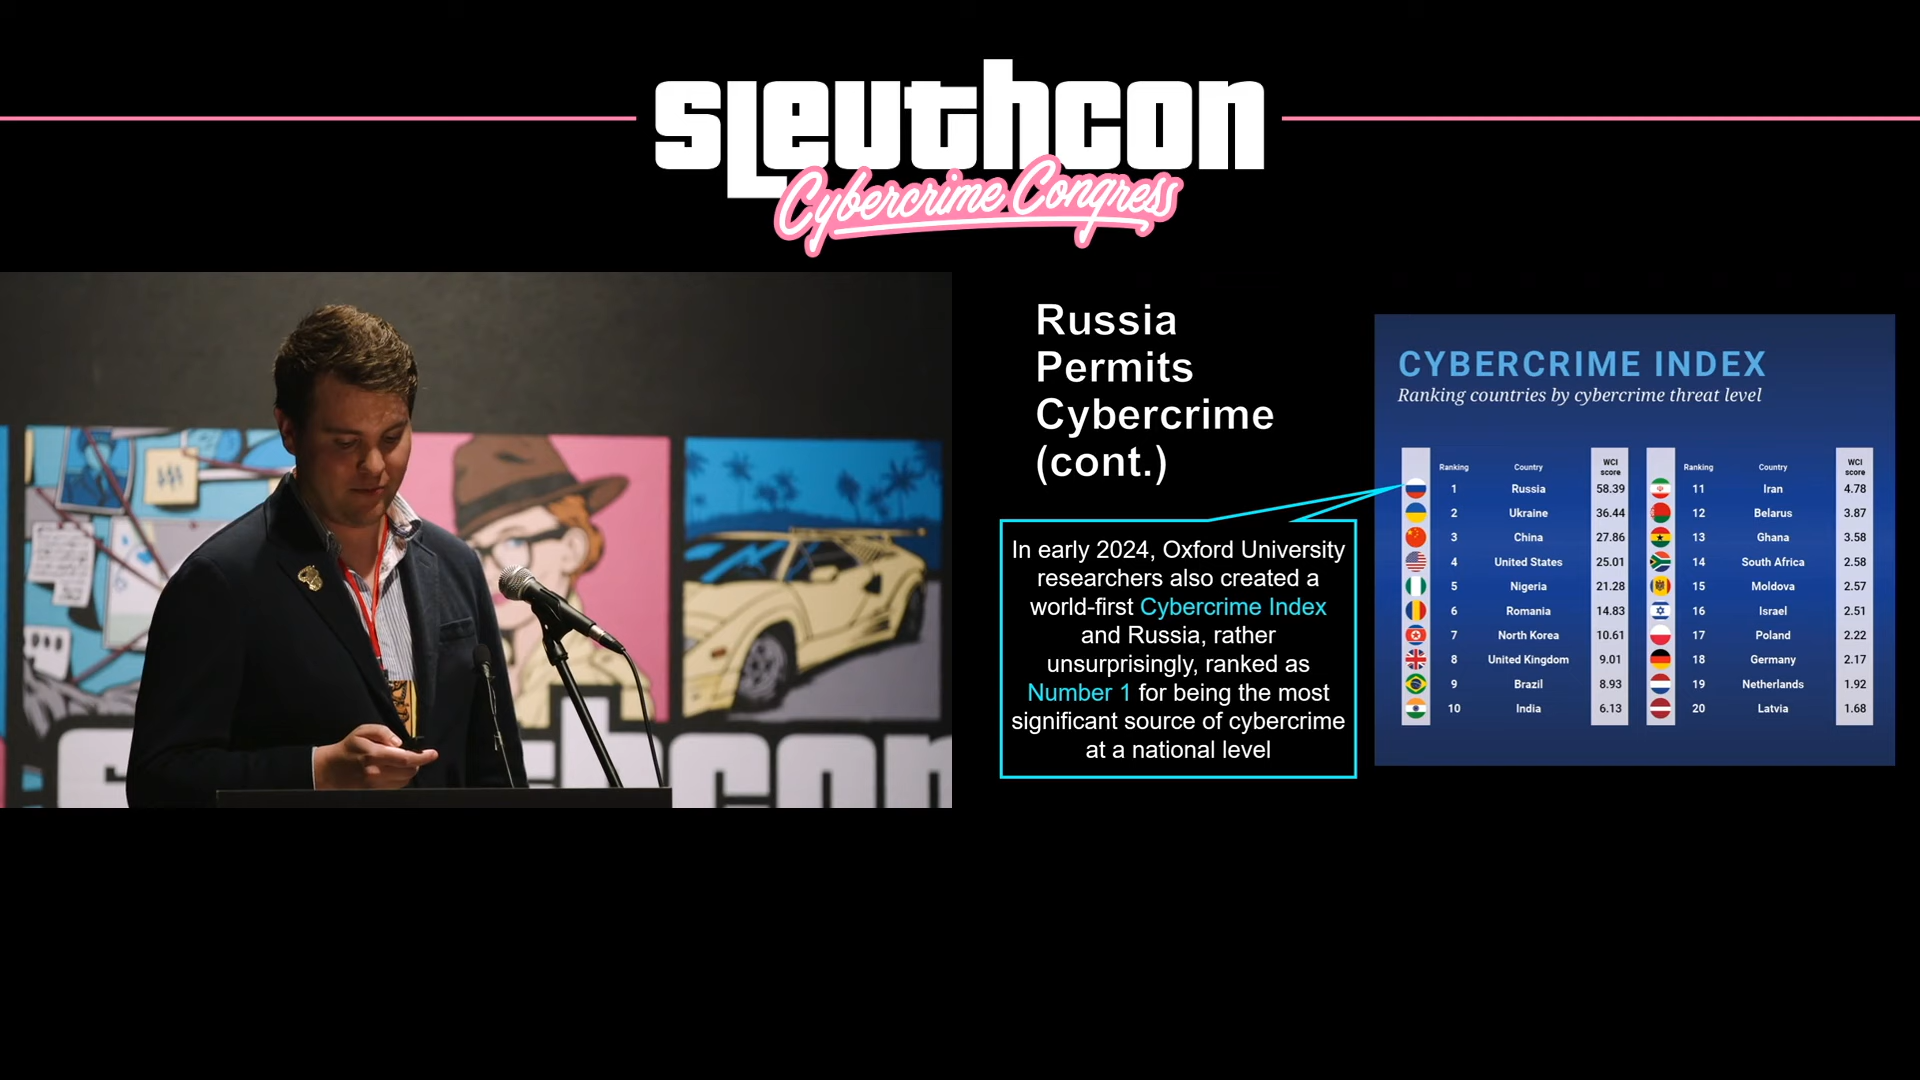 sleuthcon
Cybercrime Congress
Russia
Permits
Cybercrime
(cont.)
In early 2024, Oxford University
researchers also created a
world-first Cybercrime Index
and Russia, rather
unsurprisingly, ranked as
Number 1 for being the most
significant source of cybercrime
at a national level
CYBERCRIME INDEX
Ranking countries by cybercrime threat level
Ranking Country WCI score
1 Russia 58.39
2 Ukraine 36.44
3 China 27.86
4 United States 25.01
5 Nigeria 21.28
6 Romania 14.83
7 North Korea 10.61
8 United Kingdom 9.01
9 Brazil 8.93
10 India 6.13
Ranking Country WCI score
11 Iran 4.78
12 Belarus 3.87
13 Ghana 3.58
14 South Africa 2.58
15 Moldova 2.57
16 Israel 2.51
17 Poland 2.22
18 Germany 2.17
19 Netherlands 1.92
20 Latvia 1.68